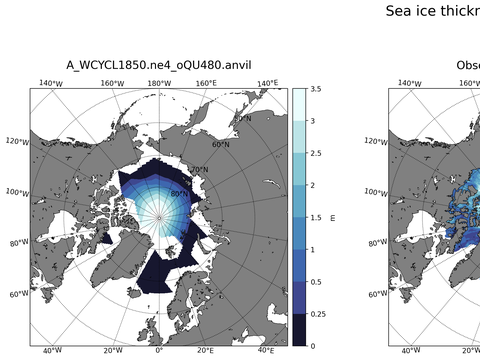 Sea ice thickn
A_WCYCL1850.ne4_oQU480.anvil
Obse
140°W 160°W 180°W 160°E 140°E
140°W
50°N
60°N
70°N
80°N
120°W
100°W
80°W
60°W
40°W 20°W 0° 20°E 40°E
3.5
3
2.5
2
1.5
1
0.5
0.25
0
m
120°W
100°W
80°W
60°W
40°W